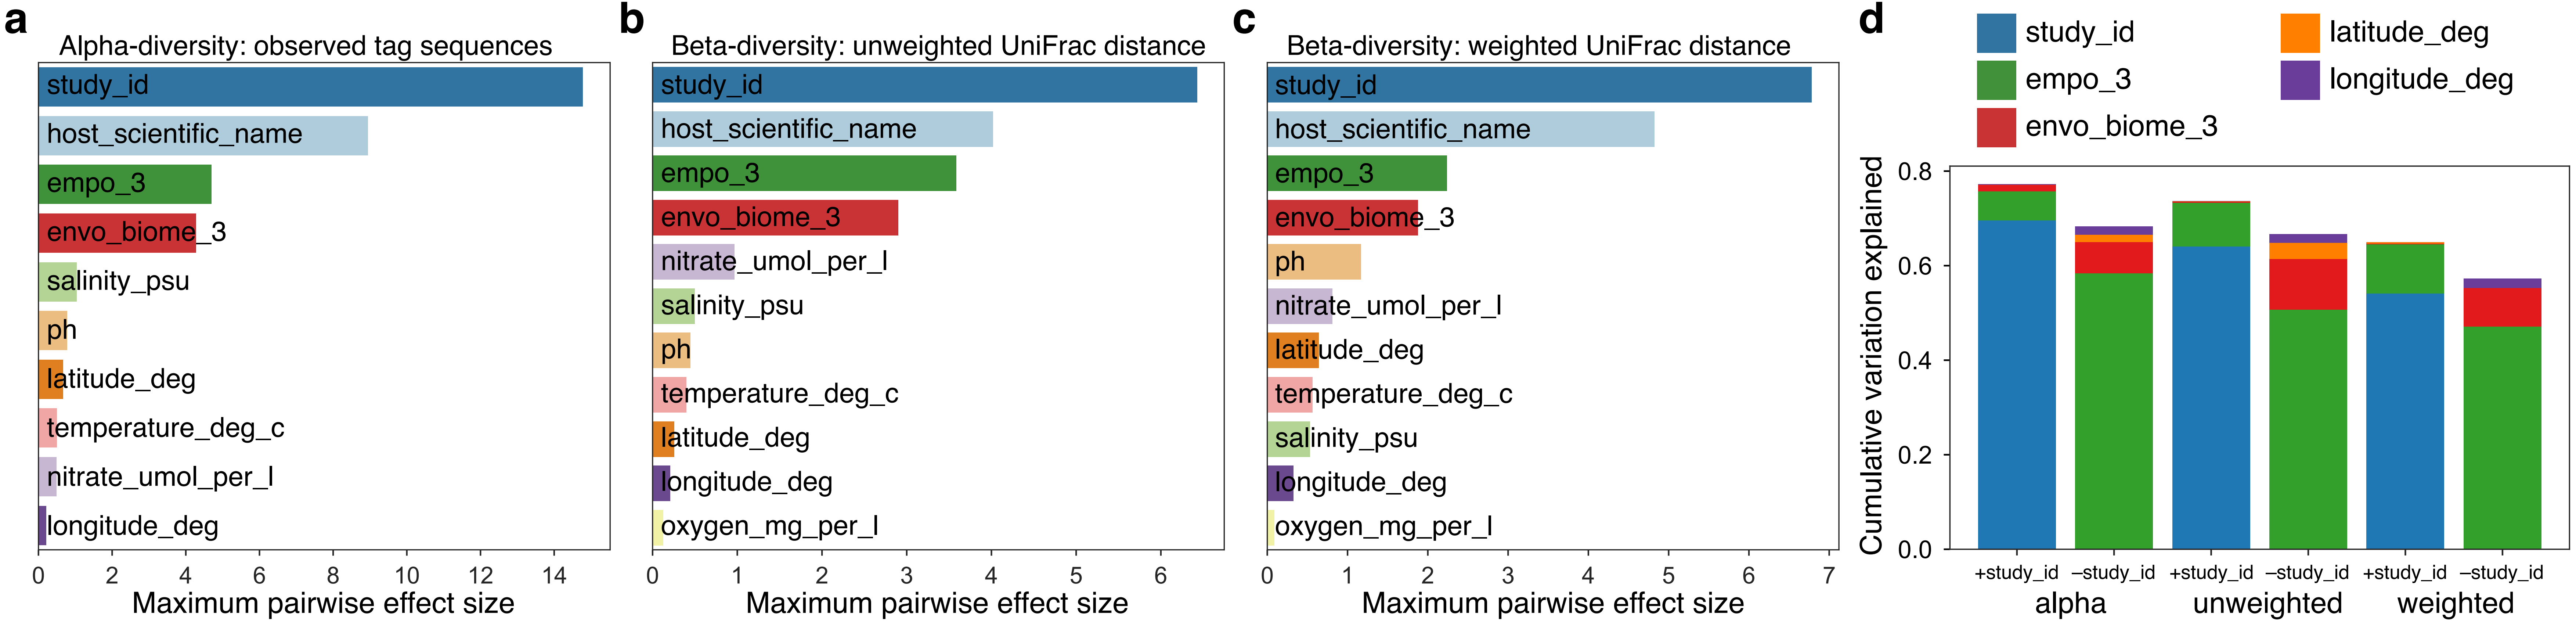 a
Alpha-diversity: observed tag sequences
study_id
host_scientific_name
empo_3
envo_biome_3
salinity_psu
ph
latitude_deg
temperature_deg_c
nitrate_umol_per_l
longitude_deg
0 2 4 6 8 10 12 14
Maximum pairwise effect size
b
Beta-diversity: unweighted UniFrac distance
study_id
host_scientific_name
empo_3
envo_biome_3
nitrate_umol_per_l
salinity_psu
ph
temperature_deg_c
latitude_deg
longitude_deg
oxygen_mg_per_l
0 1 2 3 4 5 6
Maximum pairwise effect size
c
Beta-diversity: weighted UniFrac distance
study_id
host_scientific_name
empo_3
envo_biome_3
ph
nitrate_umol_per_l
latitude_deg
temperature_deg_c
salinity_psu
longitude_deg
oxygen_mg_per_l
0 1 2 3 4 5 6 7
Maximum pairwise effect size
d
study_id
empo_3
envo_biome_3
latitude_deg
longitude_deg
Cumulative variation explained
0.8
0.6
0.4
0.2
0.0
+study_id –study_id +study_id –study_id +study_id –study_id
alpha unweighted weighted